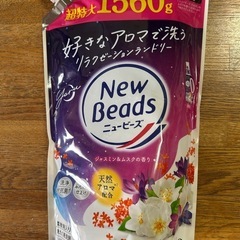 超特大1560g
好きなアロマで洗う
リラクゼーションランドリー
New
Beads
ニュービーズ
ジャスミン&ムスクの香り
天然
アロマ
配合